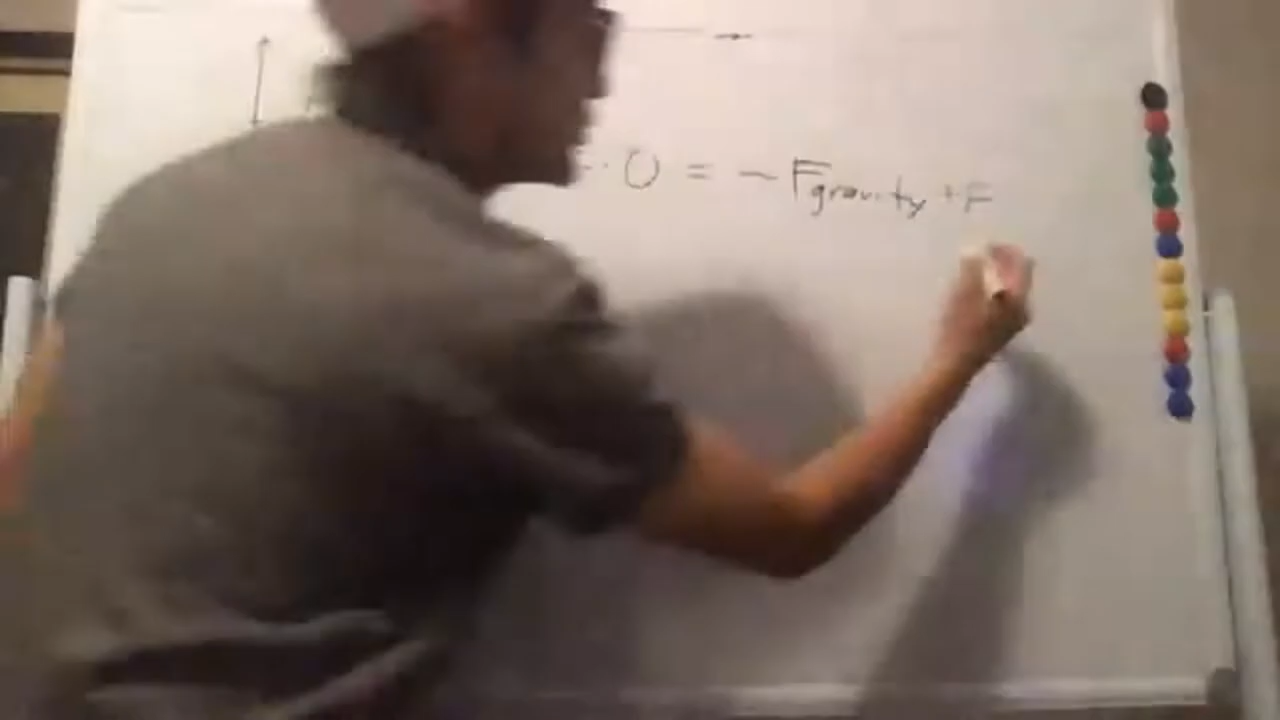 · 0 = - Fgravity + F